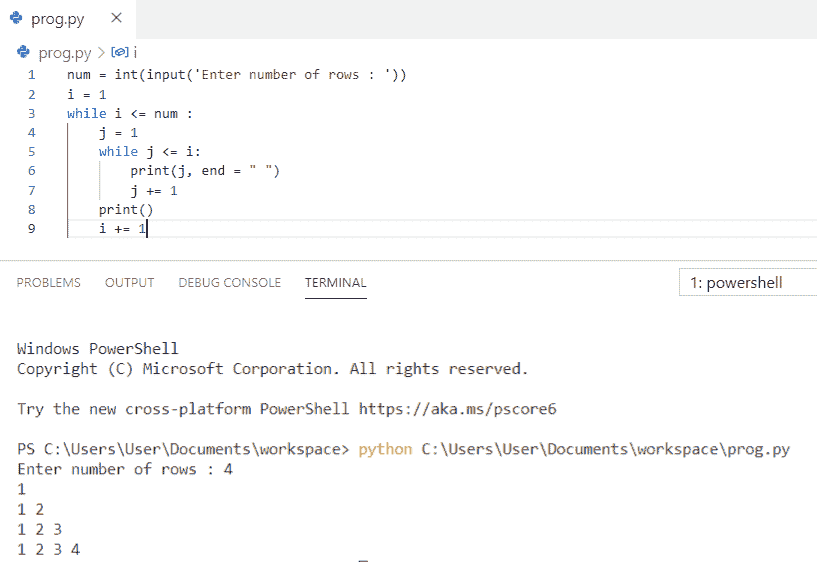 prog.py ×
prog.py > i
1 num = int(input('Enter number of rows : '))
2 i = 1
3 while i <= num :
4     j = 1
5     while j <= i:
6         print(j, end = " ")
7         j += 1
8     print()
9     i += 1
PROBLEMS OUTPUT DEBUG CONSOLE TERMINAL 1: powershell
Windows PowerShell
Copyright (C) Microsoft Corporation. All rights reserved.
Try the new cross-platform PowerShell https://aka.ms/pscore6
PS C:\Users\User\Documents\workspace> python C:\Users\User\Documents\workspace\prog.py
Enter number of rows : 4
1
1 2
1 2 3
1 2 3 4